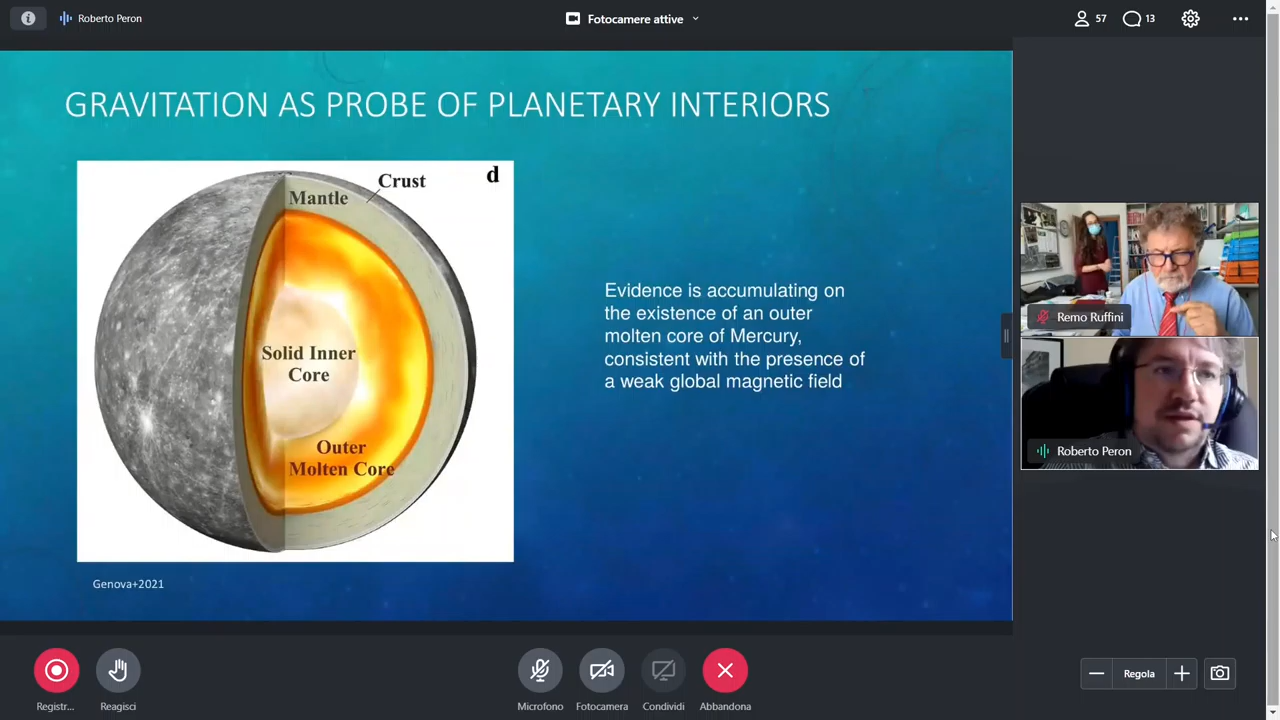 Roberto Peron
Fotocamere attive
57
13
GRAVITATION AS PROBE OF PLANETARY INTERIORS
d
Crust
Mantle
Solid Inner
Core
Outer
Molten Core
Genova+2021
Evidence is accumulating on
the existence of an outer
molten core of Mercury,
consistent with the presence of
a weak global magnetic field
Remo Ruffini
Roberto Peron
Registr...
Reagisci
Microfono
Fotocamera
Condividi
Abbandona
Regola